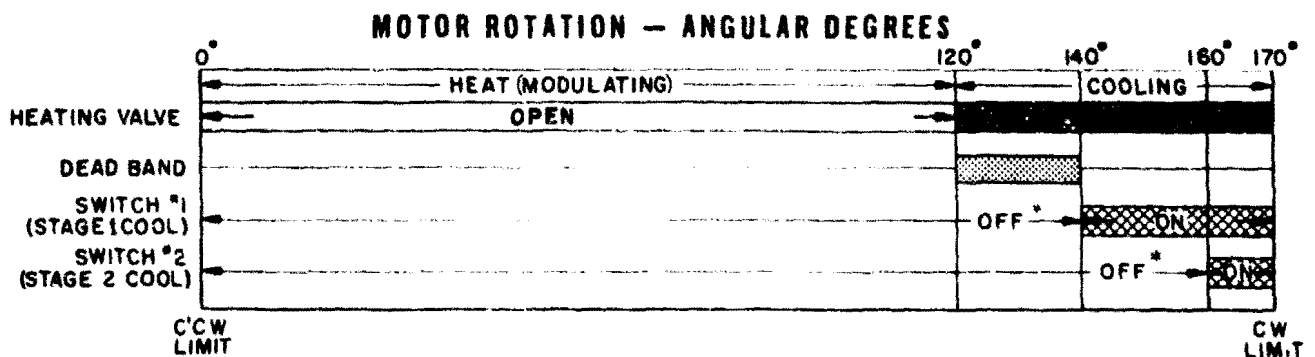 MOTOR ROTATION — ANGULAR DEGREES
0° 120° 140° 160° 170°
HEAT (MODULATING) COOLING
HEATING VALVE OPEN
DEAD BAND
SWITCH #1
(STAGE 1 COOL) OFF* ON
SWITCH #2
(STAGE 2 COOL) OFF* ON
C'CW
LIMIT
CW
LIMIT